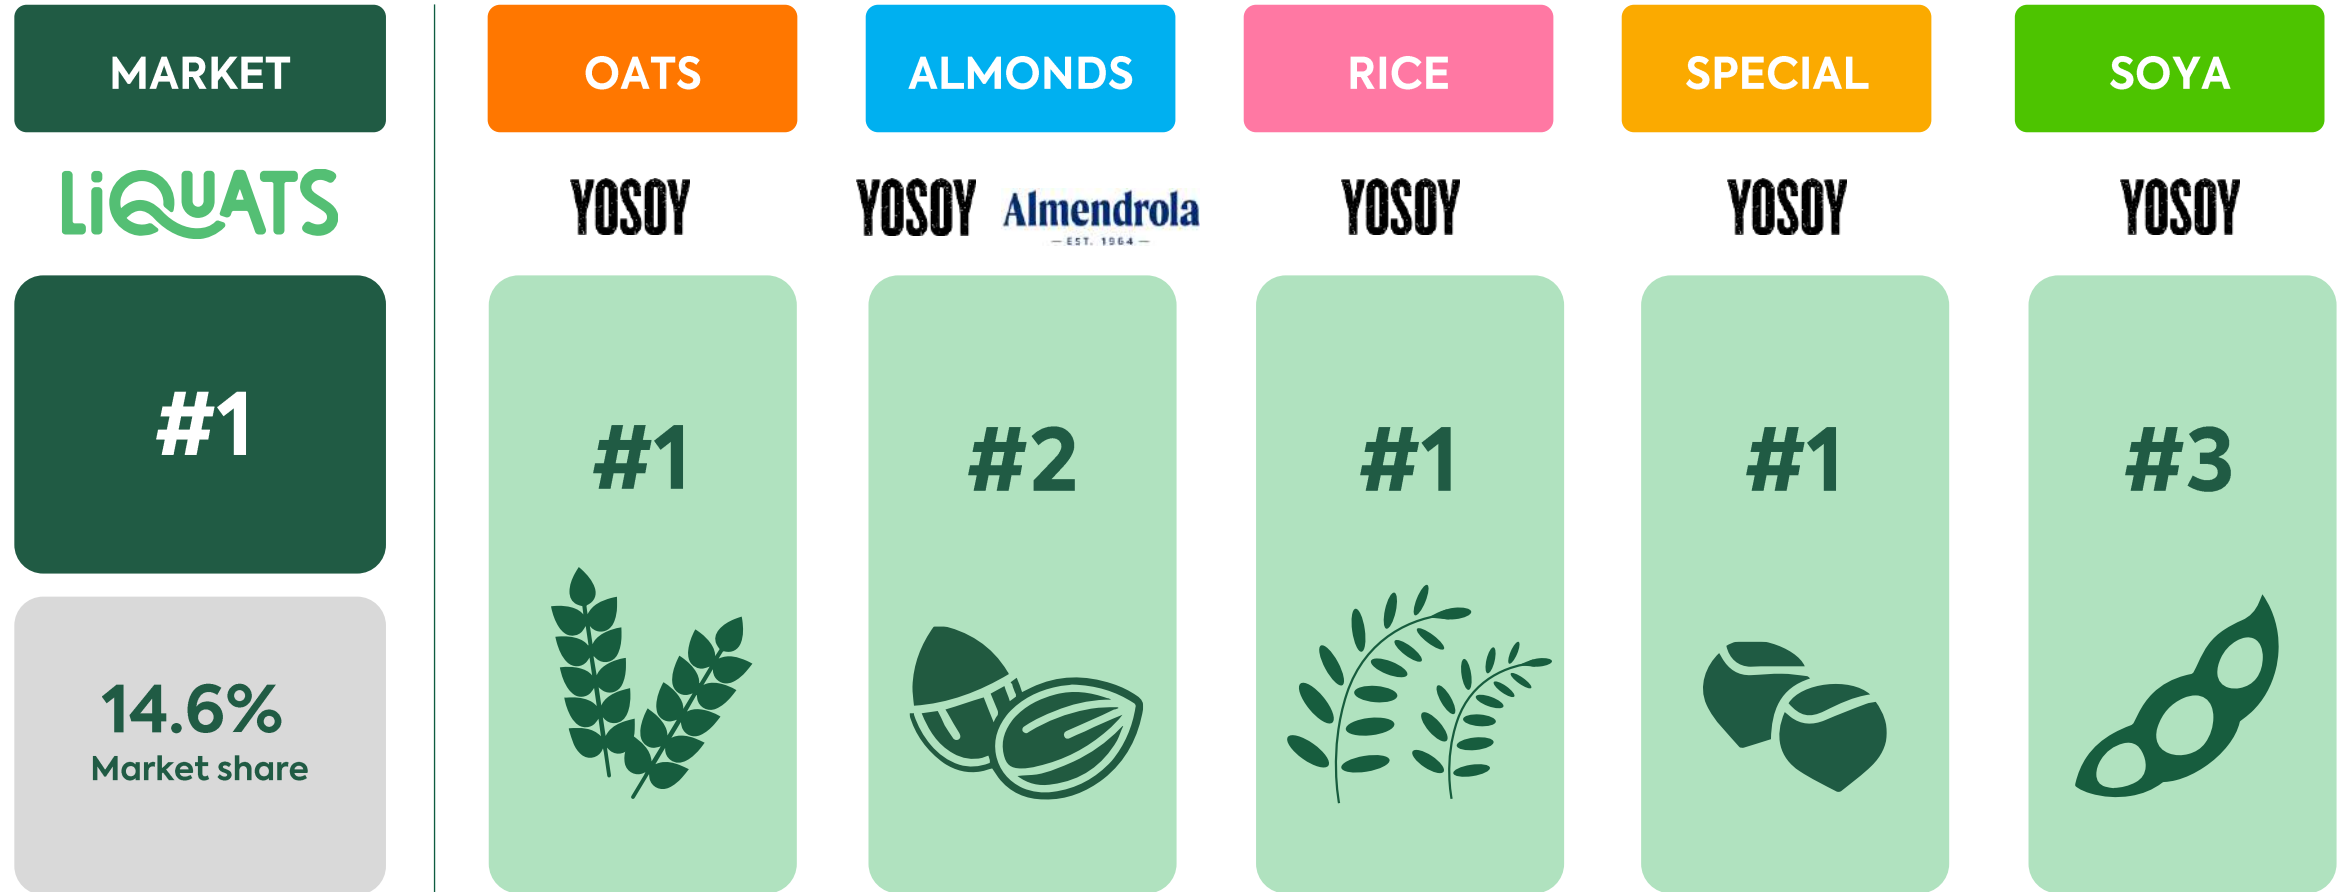 MARKET
OATS
ALMONDS
RICE
SPECIAL
SOYA
LiQUATS
YOSOY
YOSOY
Almendrola
— EST. 1964 —
YOSOY
YOSOY
YOSOY
#1
#1
#2
#1
#1
#3
14.6%
Market share